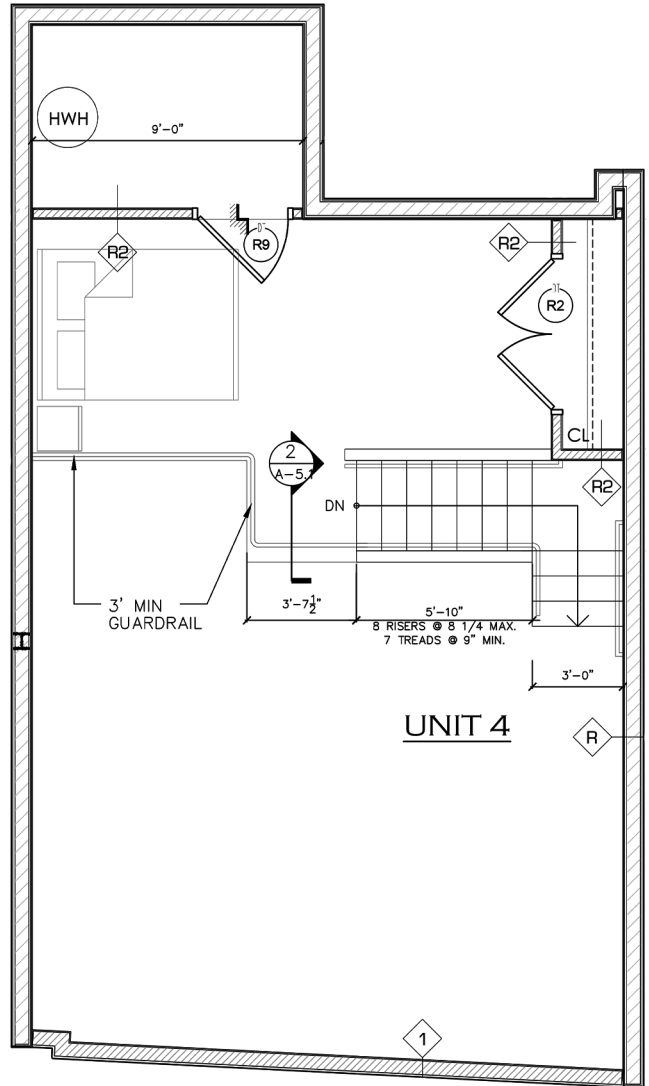 HWH
9'-0"
R2
D
R9
R2
D
R2
CL
R2
2
A-5.1
DN
3' MIN
GUARDRAIL
3'-7½"
5'-10"
8 RISERS @ 8 1/4 MAX.
7 TREADS @ 9" MIN.
3'-0"
UNIT 4
R
1